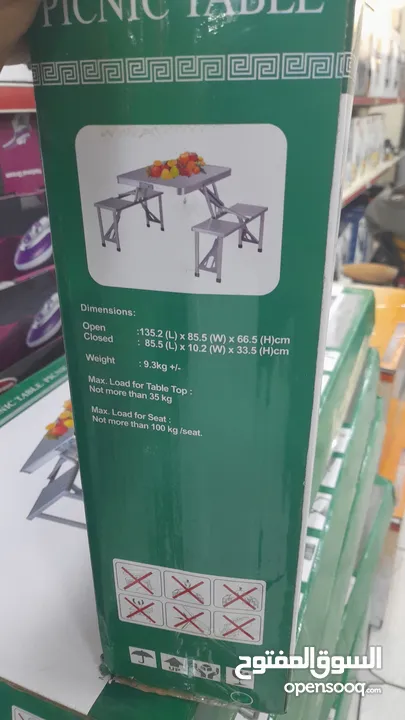 PICNIC TABLE
Dimensions:
Open :135.2 (L) x 85.5 (W) x 66.5 (H)cm
Closed : 85.5 (L) x 10.2 (W) x 33.5 (H)cm
Weight : 9.3kg +/-
Max. Load for Table Top :
Not more than 35 kg
Max. Load for Seat :
Not more than 100 kg /seat.
PICNIC TABLE PIC
السوق المفتوح
opensooq.com